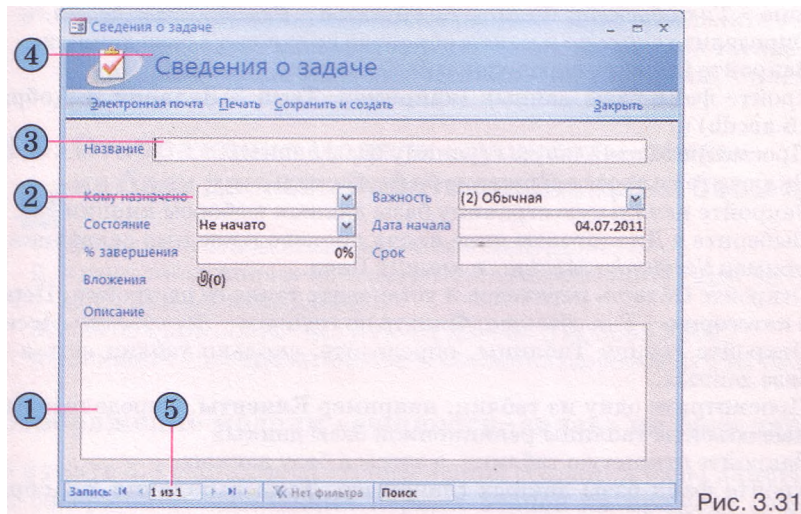 Сведения о задаче
4
Сведения о задаче
Электронная почта Печать Сохранить и создать Закрыть
3
Название
2
Кому назначено Важность (2) Обычная
Состояние Не начато Дата начала 04.07.2011
% завершения 0% Срок
Вложения (0)
Описание
1
5
Запись: 1 из 1 Нет фильтра Поиск
Рис. 3.31